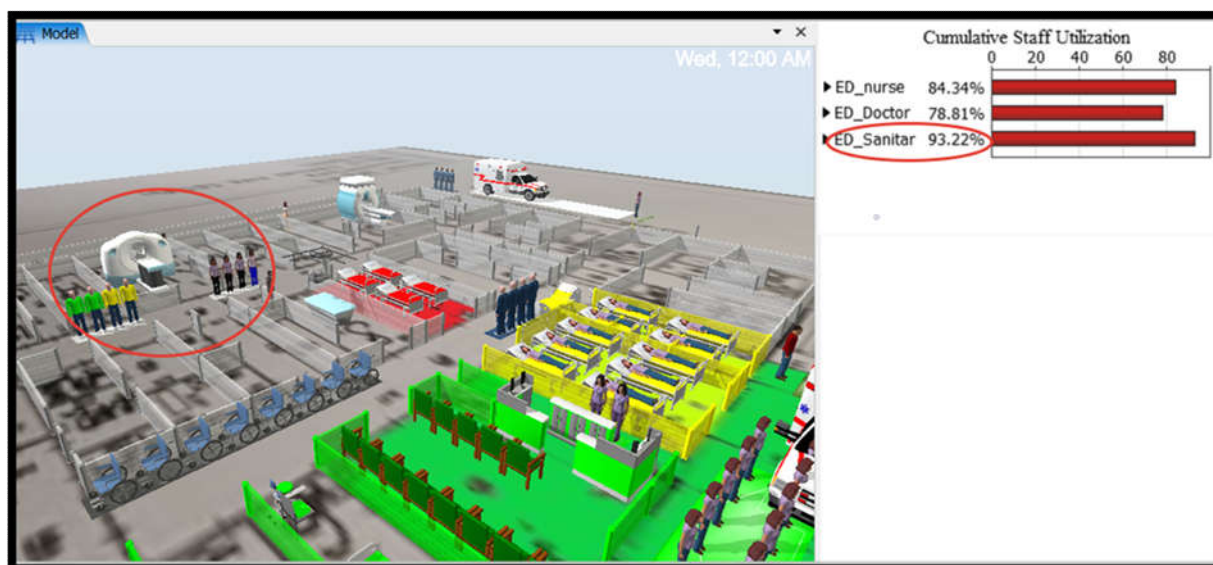 Model
Wed, 12:00 AM
Cumulative Staff Utilization
0 20 40 60 80
ED_nurse 84.34%
ED_Doctor 78.81%
ED_Sanitar 93.22%